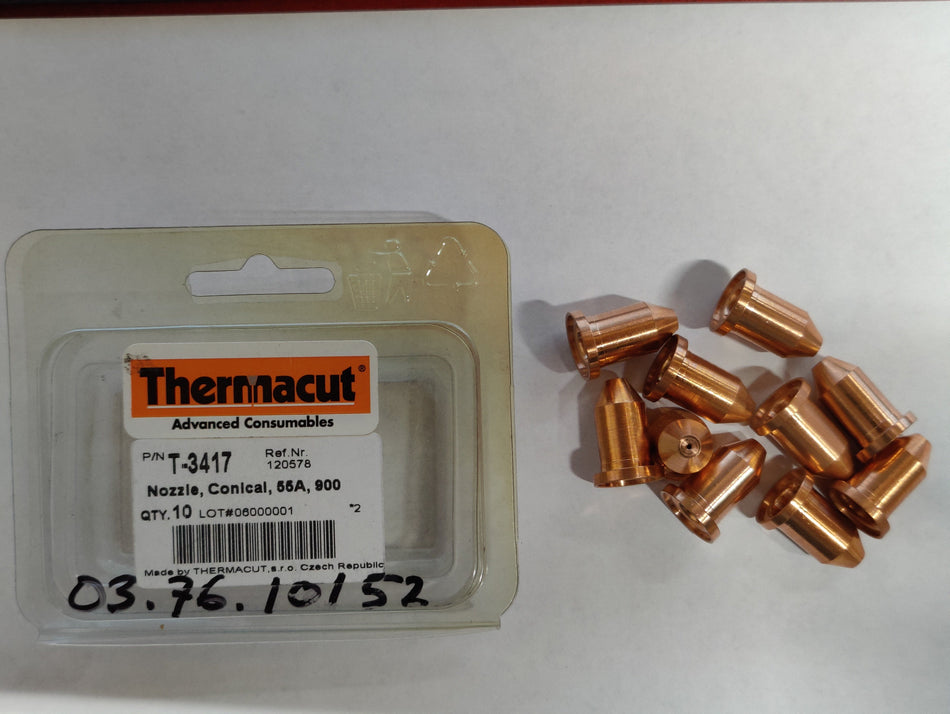 Thermacut®
Advanced Consumables
P/N T-3417 Ref.Nr. 120578
Nozzle, Conical, 55A, 900
QTY. 10 LOT#06000001 *2
Made by THERMACUT,s.r.o. Czech Republic
03.76.10152